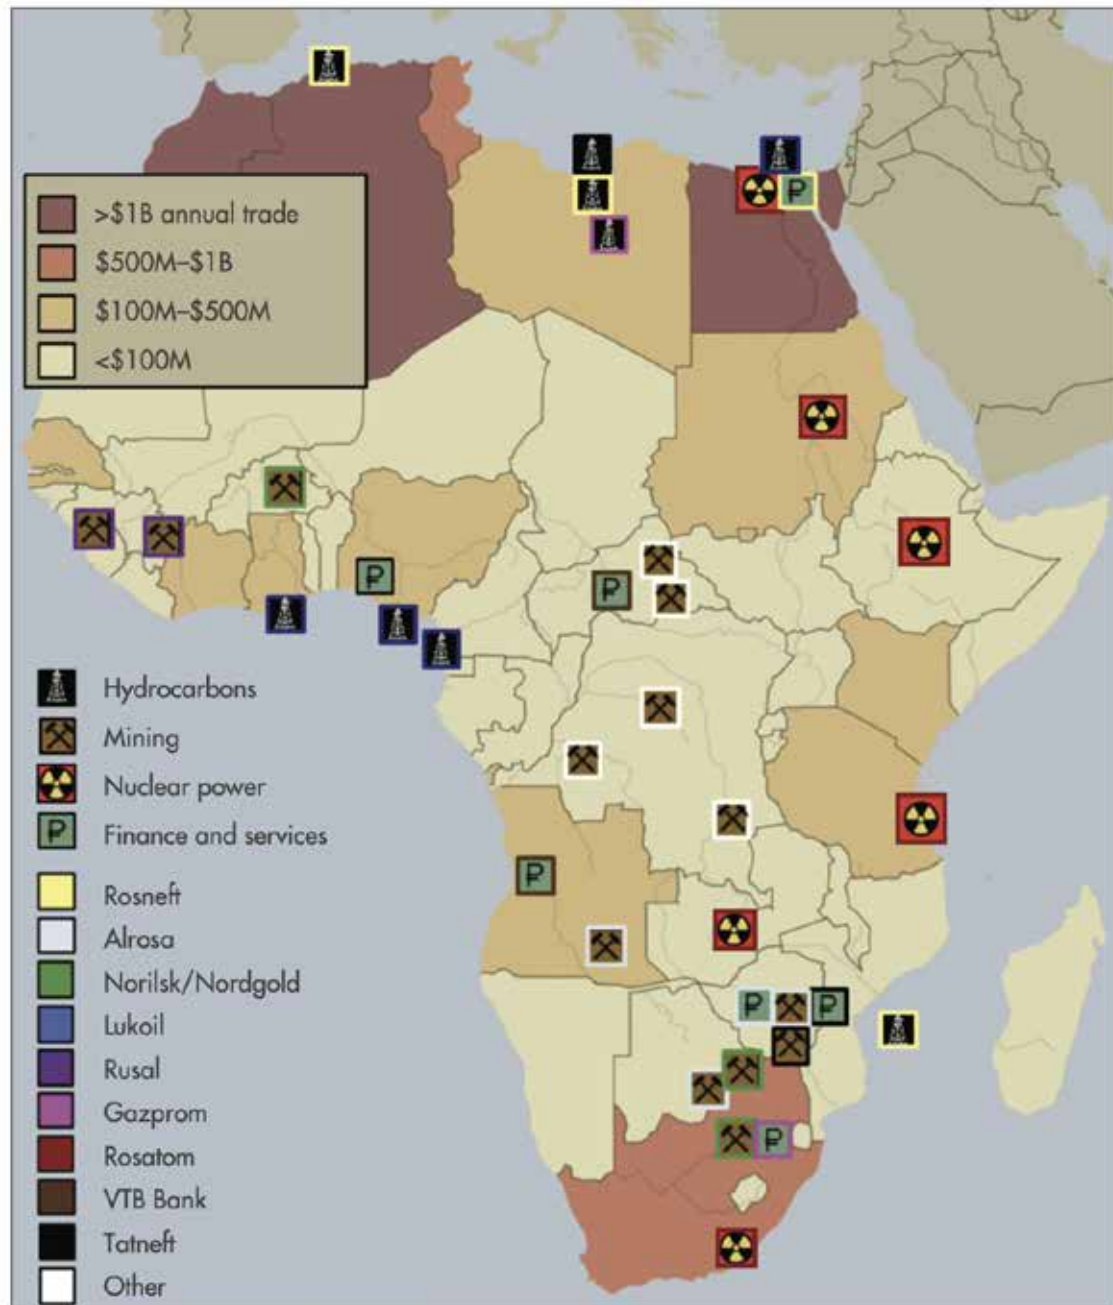 >$1B annual trade
$500M–$1B
$100M–$500M
<$100M
Hydrocarbons
Mining
Nuclear power
Finance and services
Rosneft
Alrosa
Norilsk/Nordgold
Lukoil
Rusal
Gazprom
Rosatom
VTB Bank
Tatneft
Other